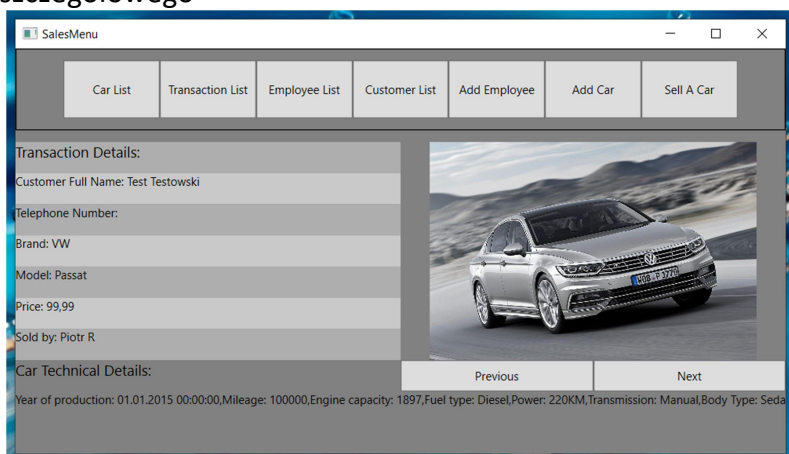 SalesMenu
Car List
Transaction List
Employee List
Customer List
Add Employee
Add Car
Sell A Car
Transaction Details:
Customer Full Name: Test Testowski
Telephone Number:
Brand: VW
Model: Passat
Price: 99,99
Sold by: Piotr R
Car Technical Details:
Previous
Next
Year of production: 01.01.2015 00:00:00,Mileage: 100000,Engine capacity: 1897,Fuel type: Diesel,Power: 220KM,Transmission: Manual,Body Type: Seda